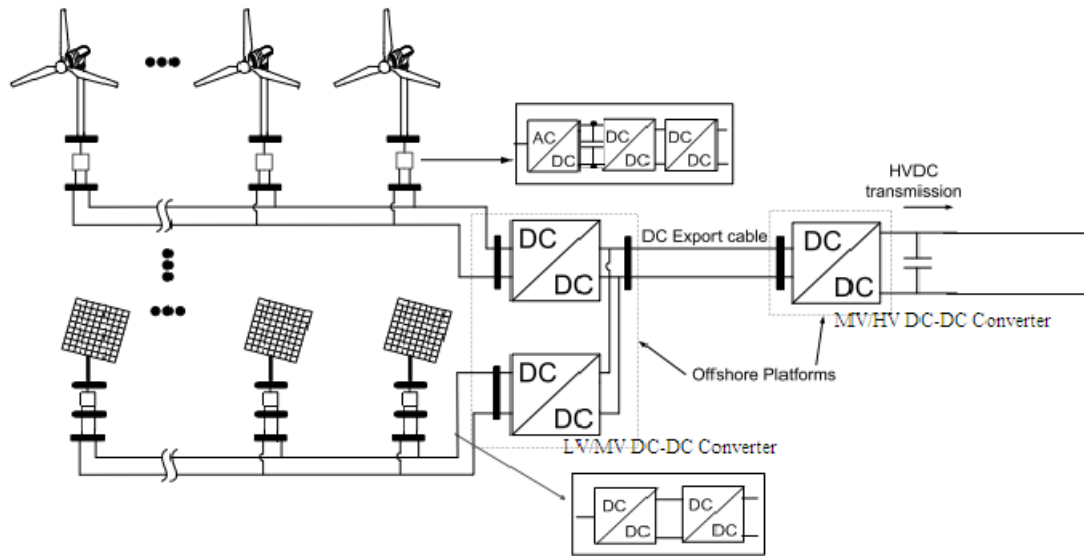 AC
DC
DC
DC
DC
DC
HVDC
transmission
DC
DC
DC Export cable
DC
DC
MV/HV DC-DC Converter
Offshore Platforms
DC
DC
LV/MV DC-DC Converter
DC
DC
DC
DC